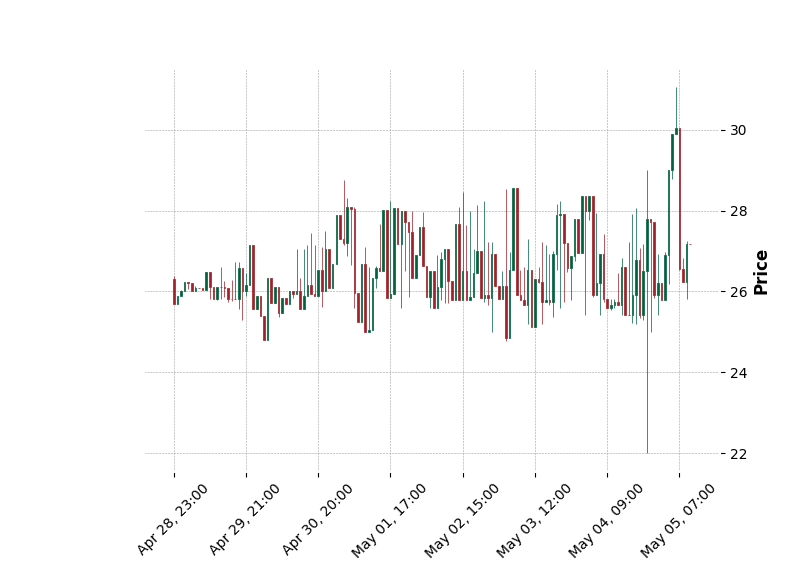 30
28
26
24
22
Price
Apr 28, 23:00
Apr 29, 21:00
Apr 30, 20:00
May 01, 17:00
May 02, 15:00
May 03, 12:00
May 04, 09:00
May 05, 07:00